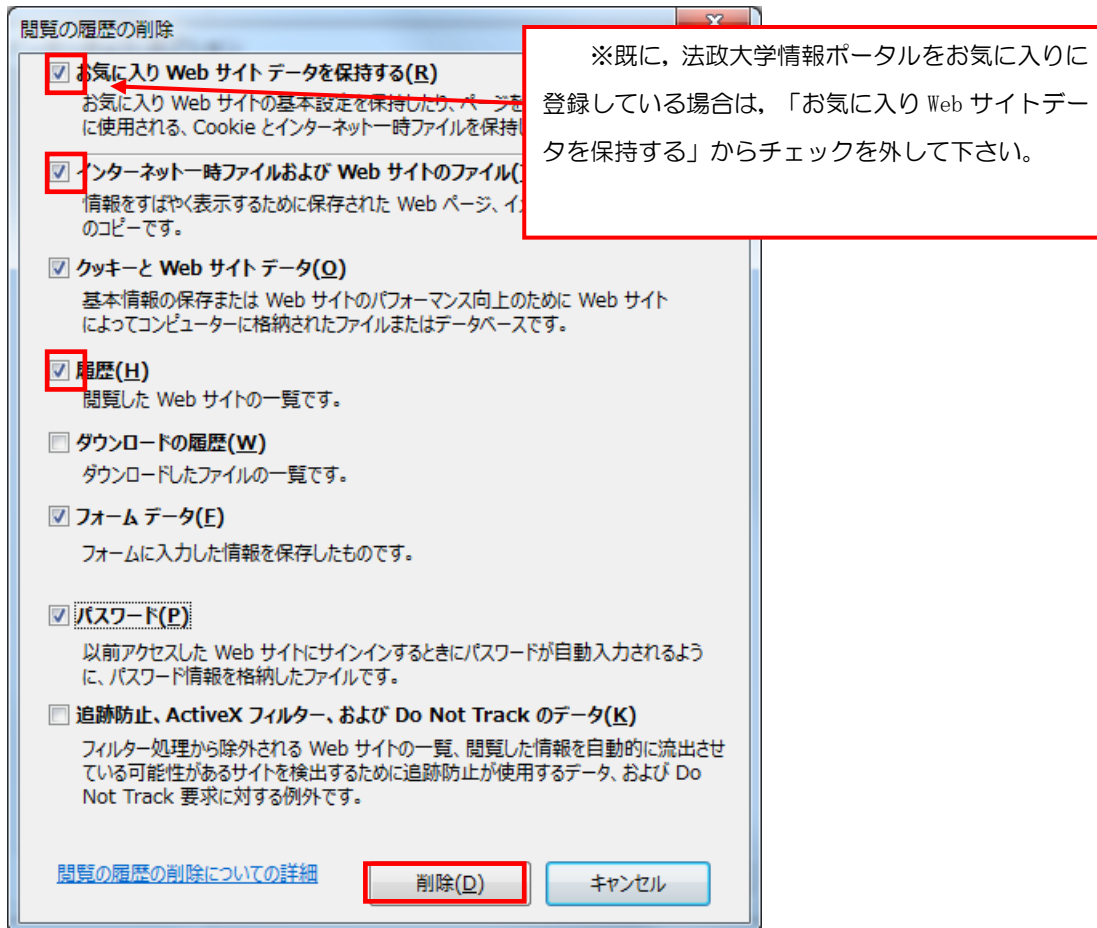 閲覧の履歴の削除
※既に，法政大学情報ポータルをお気に入りに
登録している場合は，「お気に入り Web サイトデー
タを保持する」からチェックを外して下さい。
お気に入り Web サイト データを保持する(R)
お気に入り Web サイトの基本設定を保持したり、ページを
に使用される、Cookie とインターネット一時ファイルを保持
インターネット一時ファイルおよび Web サイトのファイル(
情報をすばやく表示するために保存された Web ページ、イ
のコピーです。
クッキーと Web サイト データ(O)
基本情報の保存または Web サイトのパフォーマンス向上のために Web サイト
によってコンピューターに格納されたファイルまたはデータベースです。
履歴(H)
閲覧した Web サイトの一覧です。
ダウンロードの履歴(W)
ダウンロードしたファイルの一覧です。
フォーム データ(F)
フォームに入力した情報を保存したものです。
パスワード(P)
以前アクセスした Web サイトにサインインするときにパスワードが自動入力されるよう
に、パスワード情報を格納したファイルです。
追跡防止、ActiveX フィルター、および Do Not Track のデータ(K)
フィルター処理から除外される Web サイトの一覧、閲覧した情報を自動的に流出させ
ている可能性があるサイトを検出するために追跡防止が使用するデータ、および Do
Not Track 要求に対する例外です。
閲覧の履歴の削除についての詳細
削除(D)
キャンセル